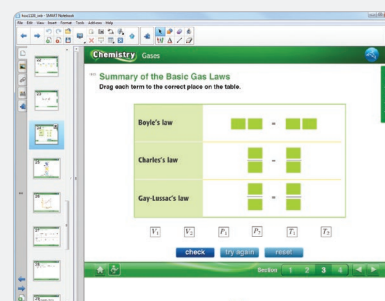 Chemistry Gases
Summary of the Basic Gas Laws
Drag each term to the correct place on the table.
Boyle's law
=
Charles's law
=
Gay-Lussac's law
=
V₁ V₂ P₁ P₂ T₁ T₂
check try again reset
Section 1 2 3 4